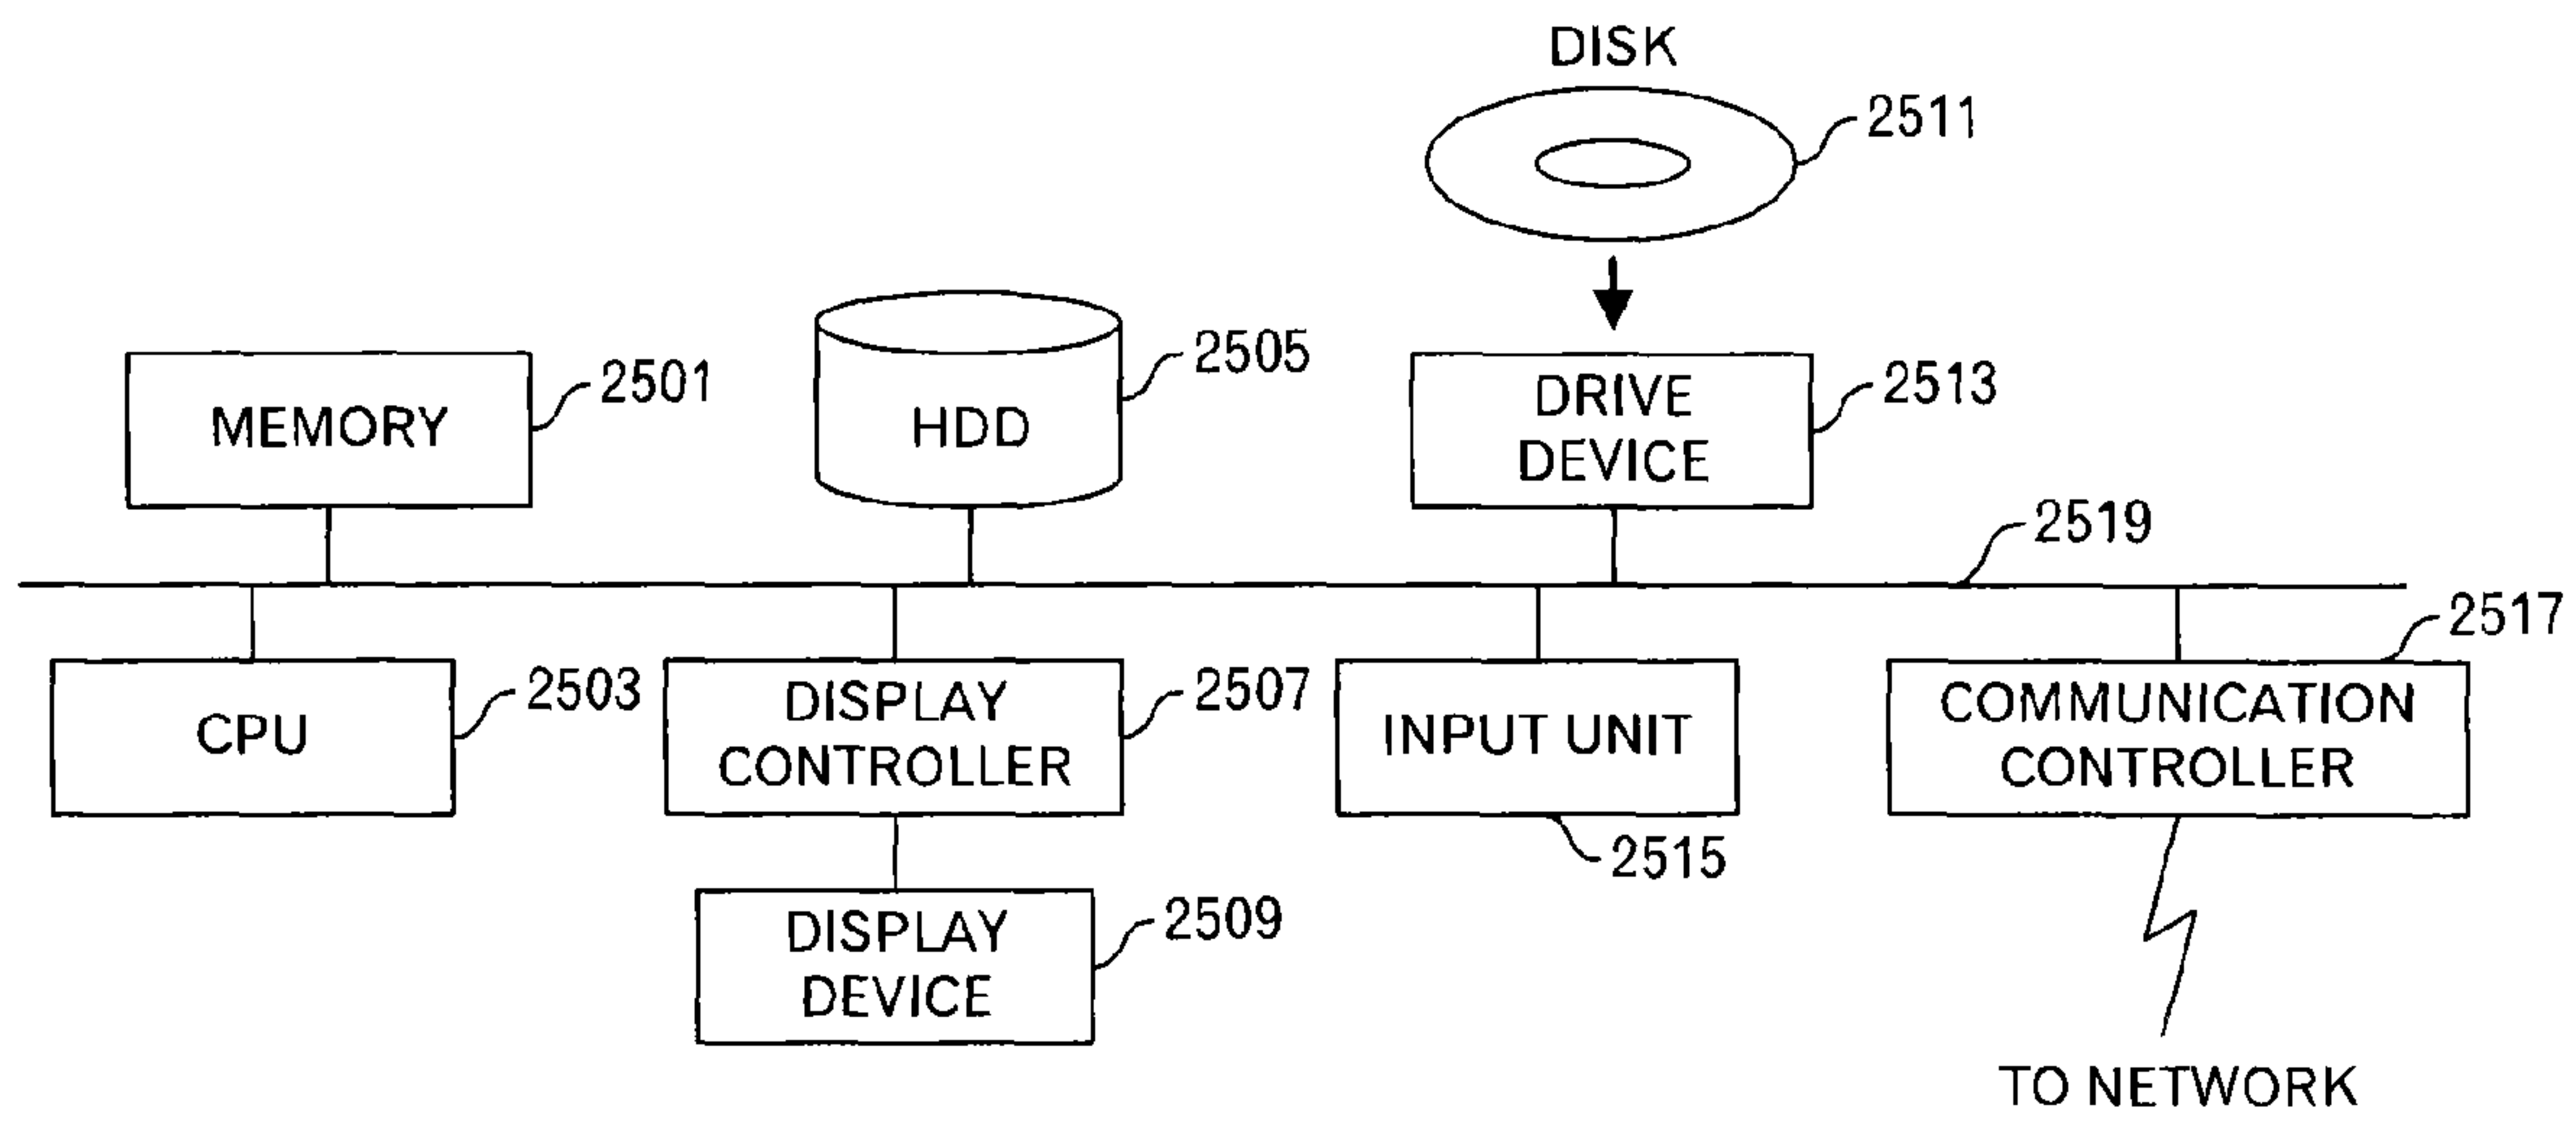 DISK
2511
2505
2501
2513
MEMORY
HDD
DRIVE
DEVICE
2519
2517
2503
2507
CPU
DISPLAY
CONTROLLER
INPUT UNIT
COMMUNICATION
CONTROLLER
2515
2509
DISPLAY
DEVICE
TO NETWORK